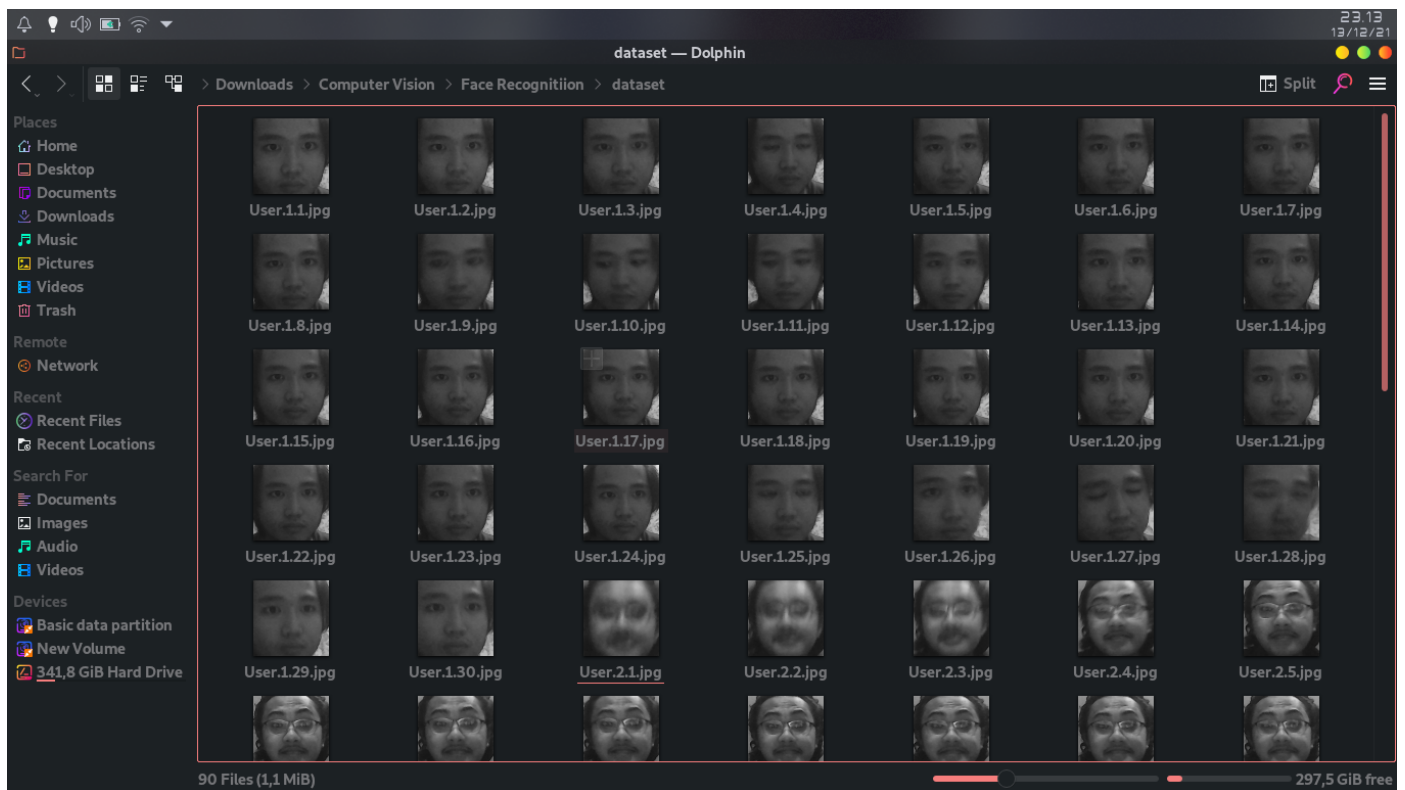 23.13
13/12/21
dataset — Dolphin
Downloads > Computer Vision > Face Recognitiion > dataset
Split
Places
Home
Desktop
Documents
Downloads
Music
Pictures
Videos
Trash
Remote
Network
Recent
Recent Files
Recent Locations
Search For
Documents
Images
Audio
Videos
Devices
Basic data partition
New Volume
341,8 GiB Hard Drive
User.1.1.jpg User.1.2.jpg User.1.3.jpg User.1.4.jpg User.1.5.jpg User.1.6.jpg User.1.7.jpg
User.1.8.jpg User.1.9.jpg User.1.10.jpg User.1.11.jpg User.1.12.jpg User.1.13.jpg User.1.14.jpg
User.1.15.jpg User.1.16.jpg User.1.17.jpg User.1.18.jpg User.1.19.jpg User.1.20.jpg User.1.21.jpg
User.1.22.jpg User.1.23.jpg User.1.24.jpg User.1.25.jpg User.1.26.jpg User.1.27.jpg User.1.28.jpg
User.1.29.jpg User.1.30.jpg User.2.1.jpg User.2.2.jpg User.2.3.jpg User.2.4.jpg User.2.5.jpg
90 Files (1,1 MiB)
297,5 GiB free